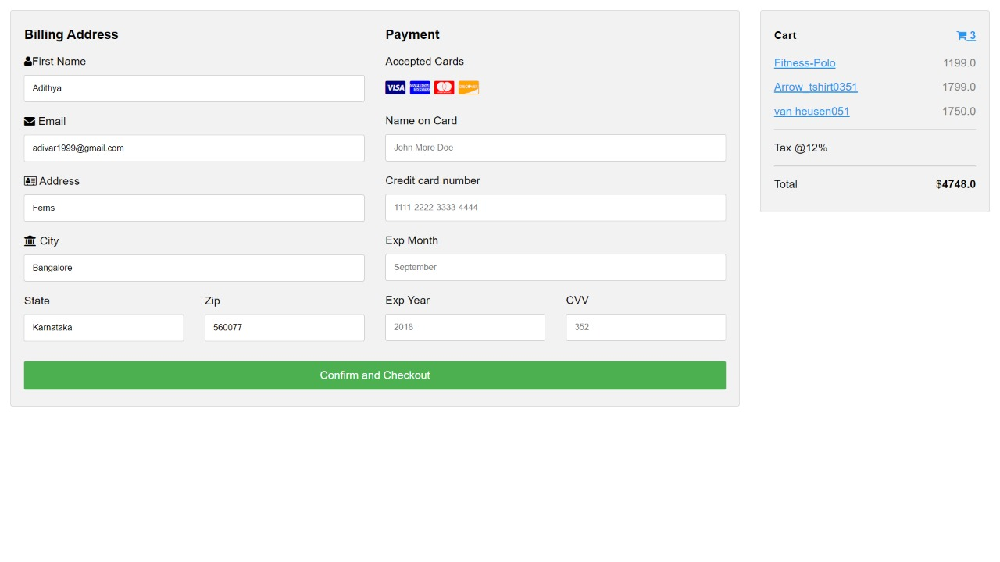 Billing Address
First Name
Adithya
Email
adivar1999@gmail.com
Address
Ferns
City
Bangalore
State Zip
Karnataka 560077
Payment
Accepted Cards
VISA AMERICAN EXPRESS DISCOVER
Name on Card
John More Doe
Credit card number
1111-2222-3333-4444
Exp Month
September
Exp Year CVV
2018 352
Confirm and Checkout
Cart 3
Fitness-Polo 1199.0
Arrow_tshirt0351 1799.0
van heusen051 1750.0
Tax @12%
Total $4748.0